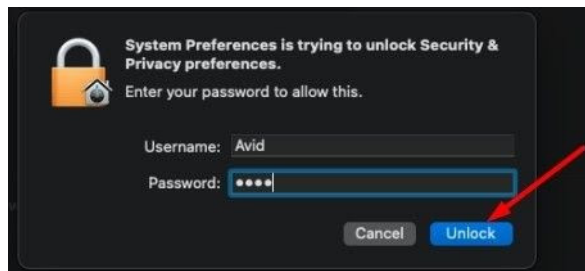 System Preferences is trying to unlock Security &
Privacy preferences.
Enter your password to allow this.
Username: Avid
Password: ••••
Cancel Unlock